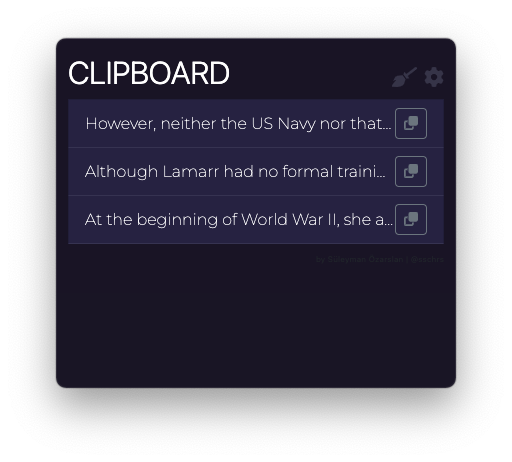 CLIPBOARD
However, neither the US Navy nor that...
Although Lamarr had no formal traini...
At the beginning of World War II, she a...
by